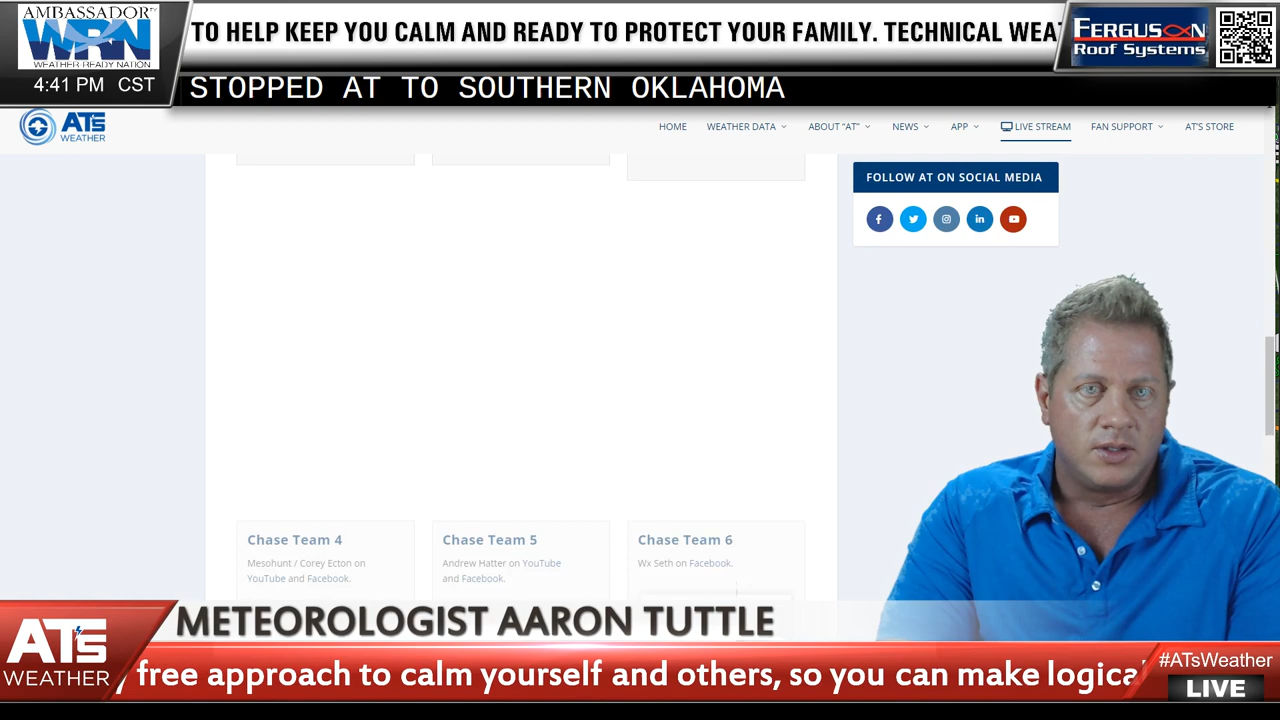 AMBASSADOR
WRN
WEATHER READY NATION
4:41 PM CST
TO HELP KEEP YOU CALM AND READY TO PROTECT YOUR FAMILY. TECHNICAL WEA
FERGUSON
Roof Systems
STOPPED AT TO SOUTHERN OKLAHOMA
ATs
WEATHER
HOME WEATHER DATA ABOUT "AT" NEWS APP LIVE STREAM FAN SUPPORT AT'S STORE
FOLLOW AT ON SOCIAL MEDIA
Chase Team 4
Mesohunt / Corey Ecton on
YouTube and Facebook.
Chase Team 5
Andrew Hatter on YouTube
and Facebook.
Chase Team 6
Wx Seth on Facebook.
METEOROLOGIST AARON TUTTLE
ATs
WEATHER
free approach to calm yourself and others, so you can make logica
#ATsWeather
LIVE